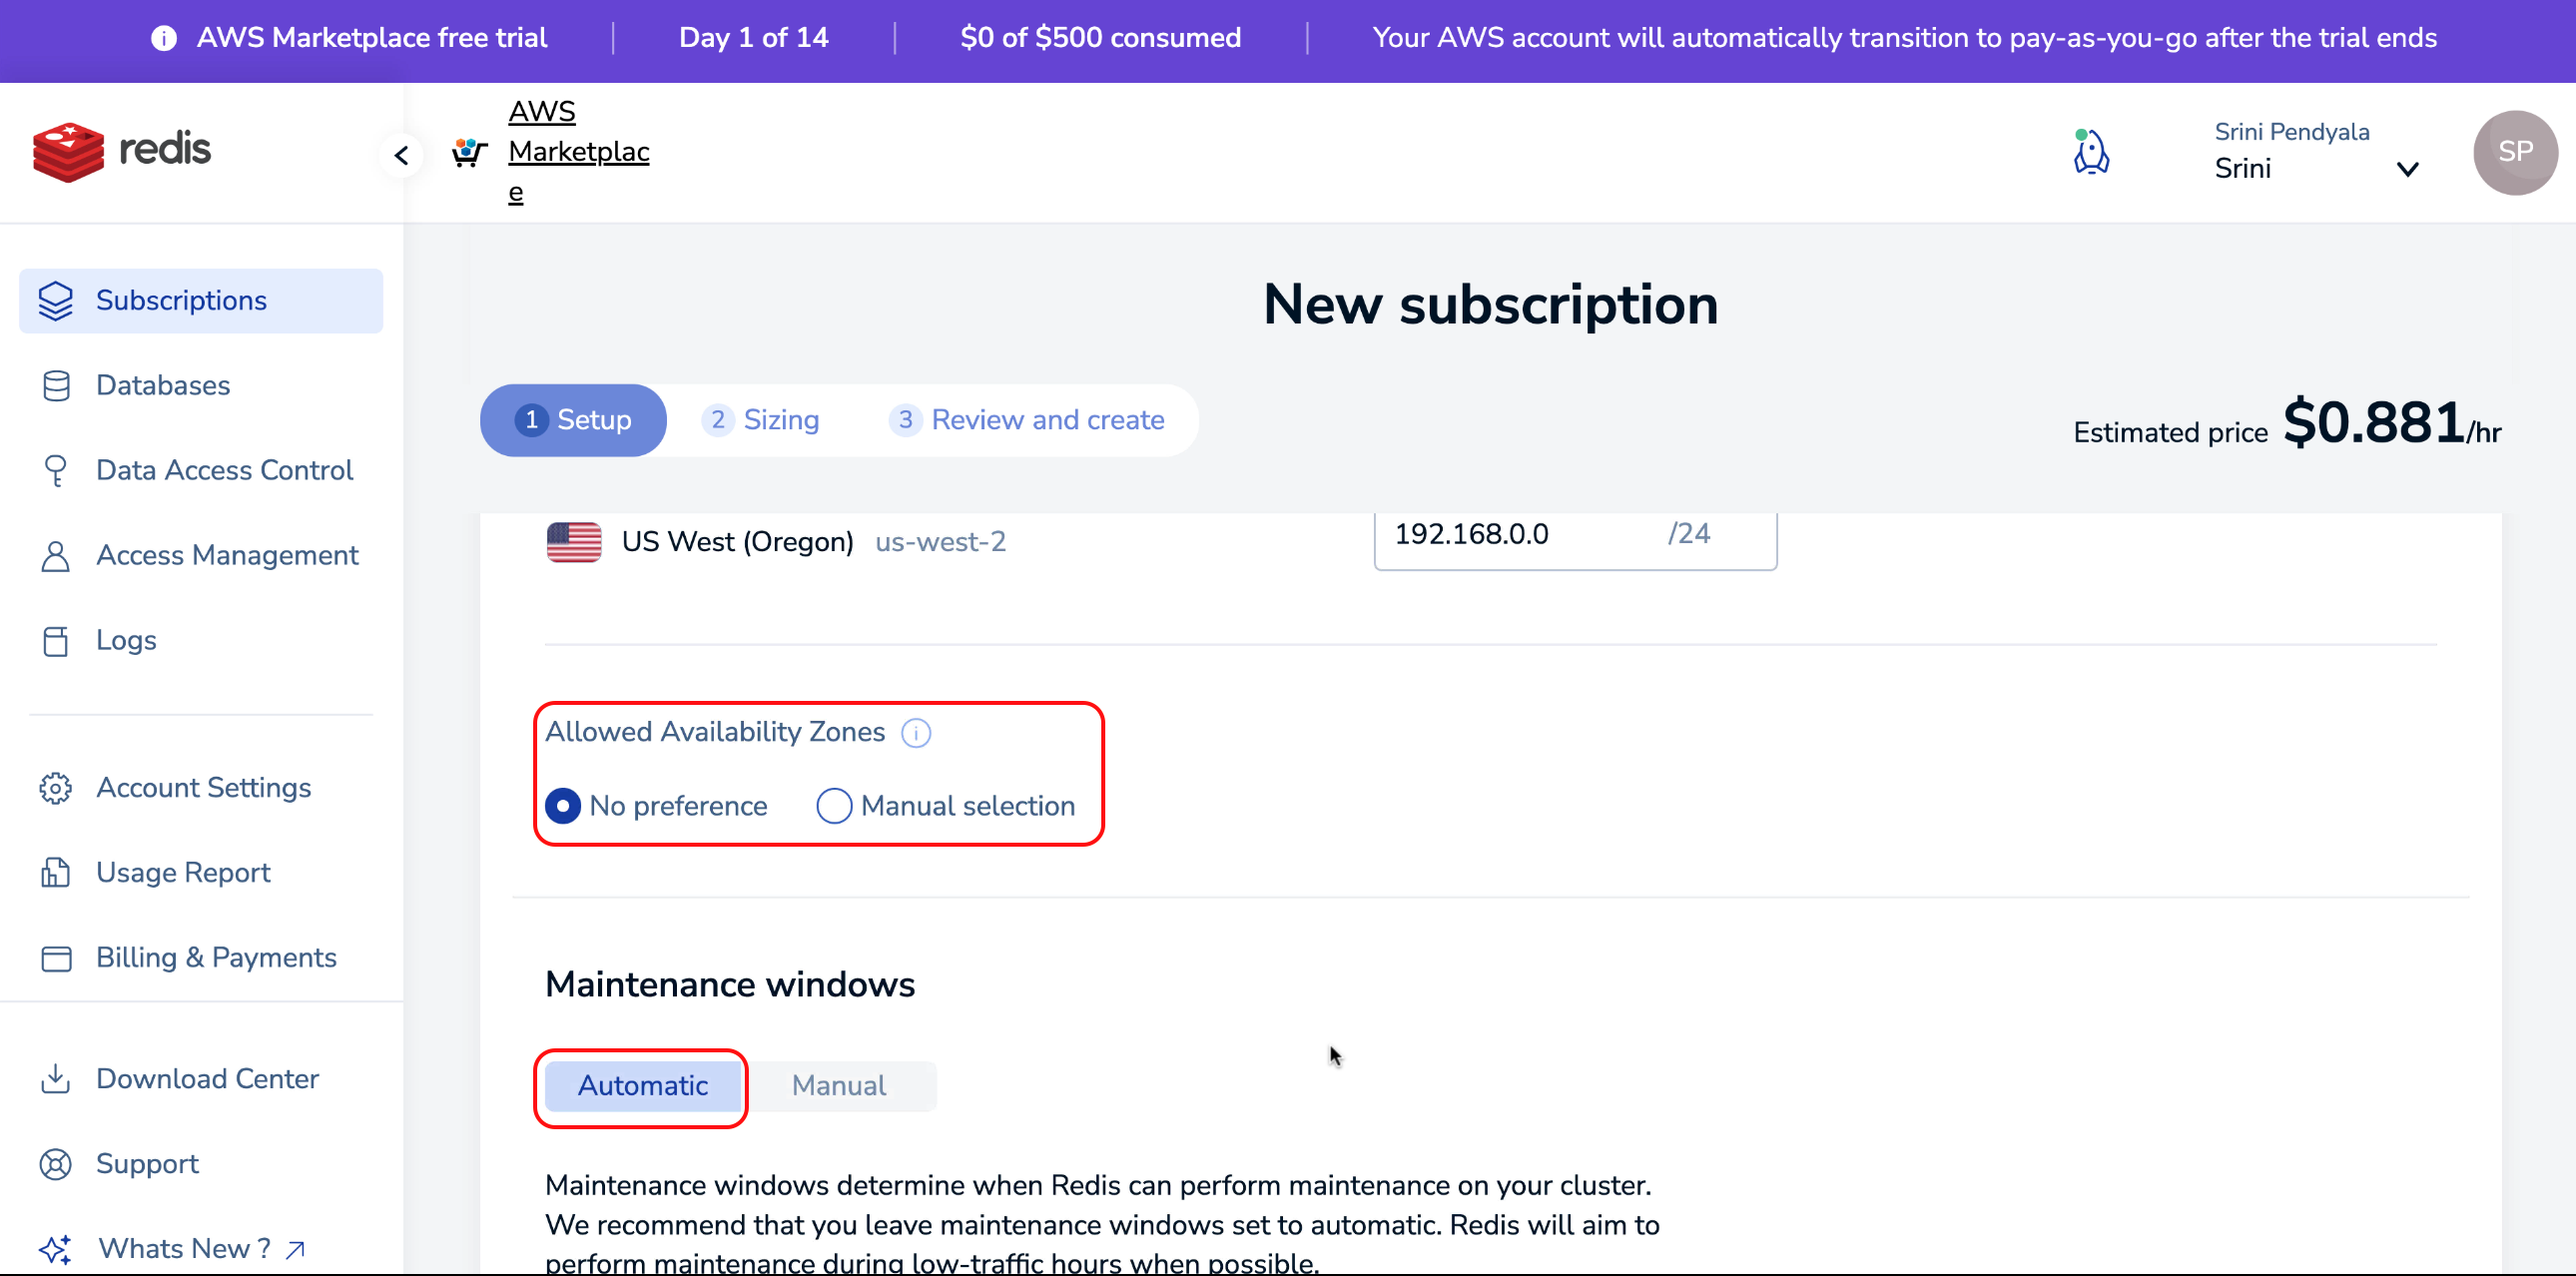 AWS Marketplace free trial
Day 1 of 14
$0 of $500 consumed
Your AWS account will automatically transition to pay-as-you-go after the trial ends
redis
AWS
Marketplac
e
Srini Pendyala
Srini
SP
Subscriptions
Databases
Data Access Control
Access Management
Logs
Account Settings
Usage Report
Billing & Payments
Download Center
Support
Whats New ?
New subscription
1 Setup
2 Sizing
3 Review and create
Estimated price $0.881/hr
US West (Oregon) us-west-2
192.168.0.0 /24
Allowed Availability Zones
No preference
Manual selection
Maintenance windows
Automatic
Manual
Maintenance windows determine when Redis can perform maintenance on your cluster.
We recommend that you leave maintenance windows set to automatic. Redis will aim to
perform maintenance during low-traffic hours when possible.